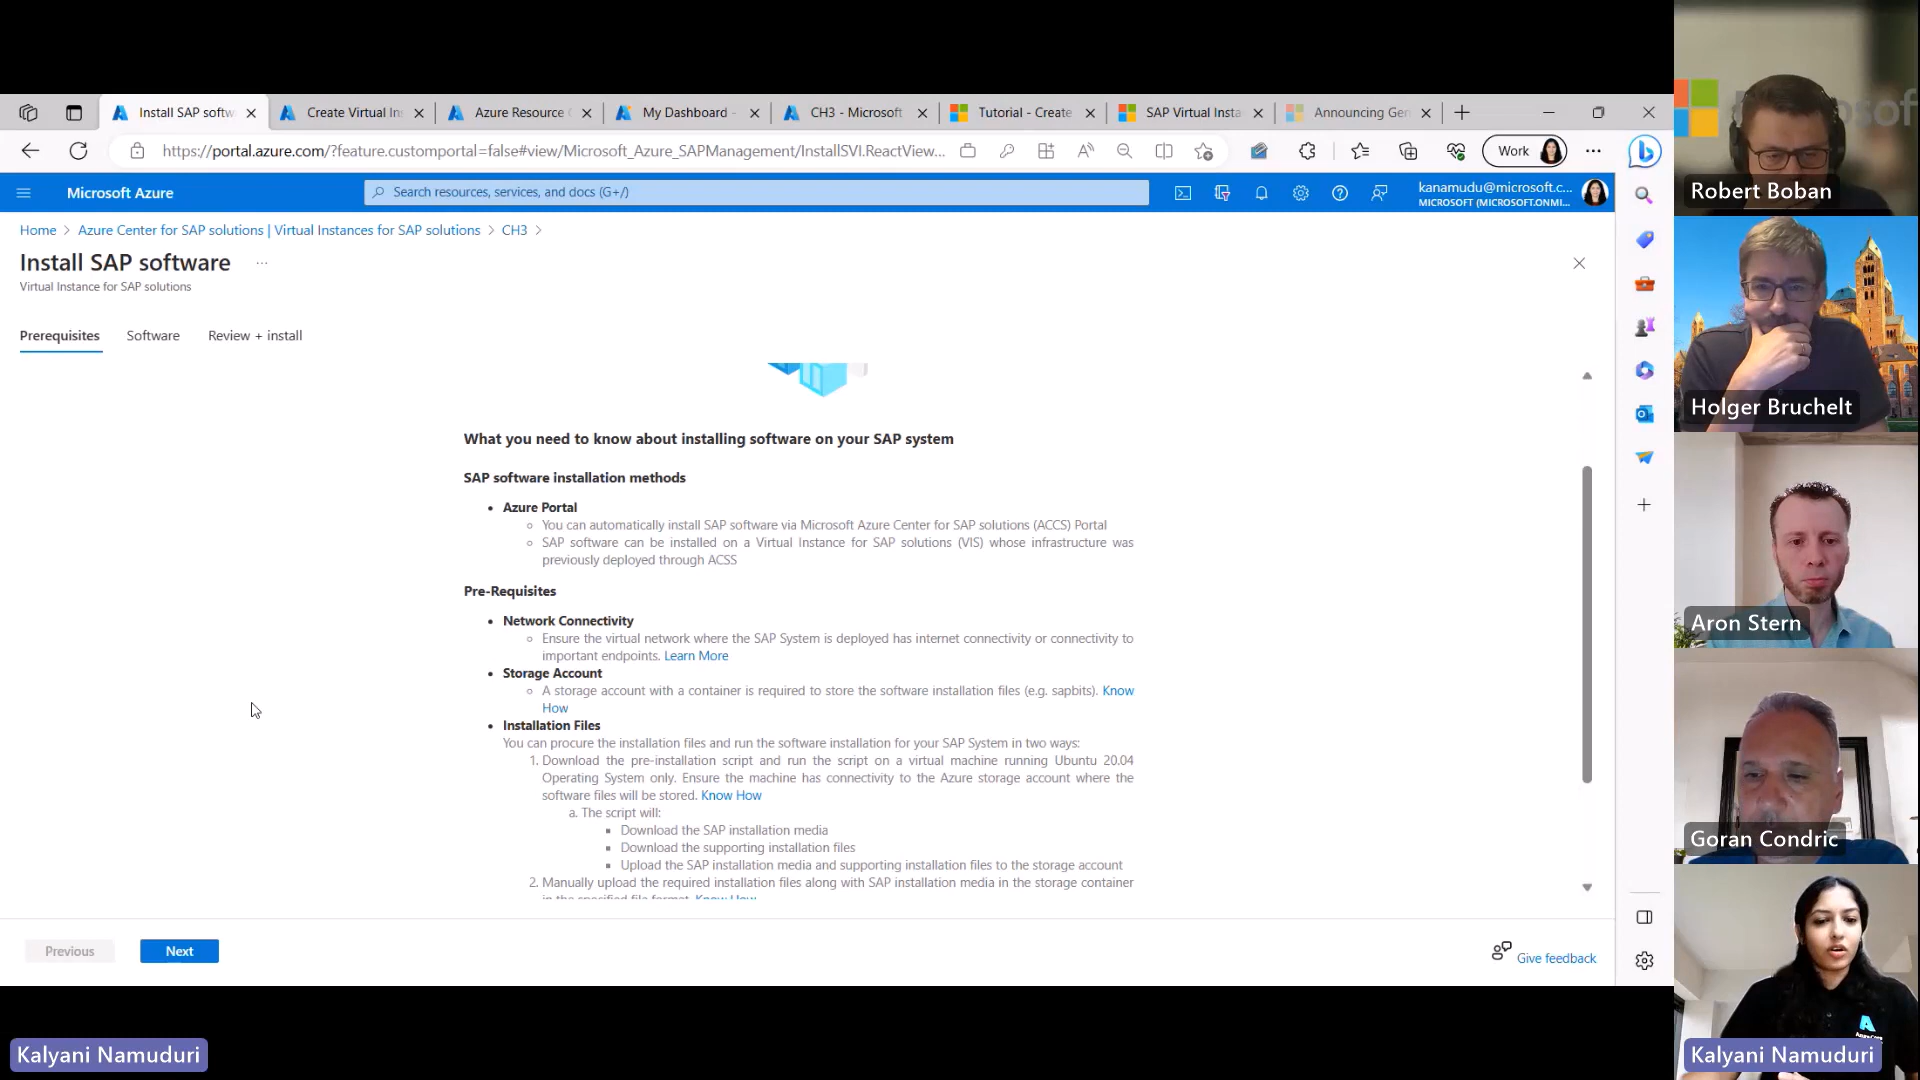 Install SAP softw
Create Virtual In
Azure Resource
My Dashboard -
CH3 - Microsoft
Tutorial - Create
SAP Virtual Insta
Announcing Gen
https://portal.azure.com/?feature.customportal=false#view/Microsoft_Azure_SAPManagement/InstallSVI.ReactView...
Work
Microsoft Azure
Search resources, services, and docs (G+/)
kanamudu@microsoft.c...
MICROSOFT (MICROSOFT.ONMI...
Home > Azure Center for SAP solutions | Virtual Instances for SAP solutions > CH3 >
Install SAP software ...
Virtual Instance for SAP solutions
Prerequisites
Software
Review + install
What you need to know about installing software on your SAP system
SAP software installation methods
• Azure Portal
You can automatically install SAP software via Microsoft Azure Center for SAP solutions (ACCS) Portal
SAP software can be installed on a Virtual Instance for SAP solutions (VIS) whose infrastructure was
previously deployed through ACSS
Pre-Requisites
• Network Connectivity
Ensure the virtual network where the SAP System is deployed has internet connectivity or connectivity to
important endpoints. Learn More
• Storage Account
A storage account with a container is required to store the software installation files (e.g. sapbits). Know
How
• Installation Files
You can procure the installation files and run the software installation for your SAP System in two ways:
1. Download the pre-installation script and run the script on a virtual machine running Ubuntu 20.04
Operating System only. Ensure the machine has connectivity to the Azure storage account where the
software files will be stored. Know How
a. The script will:
Download the SAP installation media
Download the supporting installation files
Upload the SAP installation media and supporting installation files to the storage account
2. Manually upload the required installation files along with SAP installation media in the storage container
in the specified file format. Know How
Previous
Next
Give feedback
Kalyani Namuduri
Robert Boban
Holger Bruchelt
Aron Stern
Goran Condric
Kalyani Namuduri